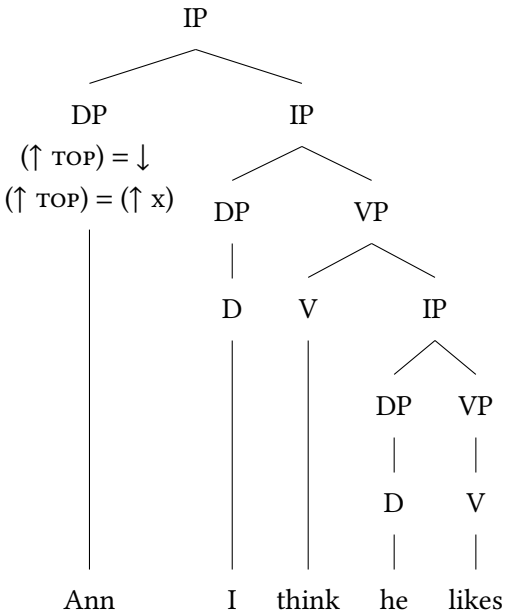 IP
DP IP
(↑ TOP) = ↓
(↑ TOP) = (↑ x)
DP VP
D V IP
DP VP
D V
Ann I think he likes